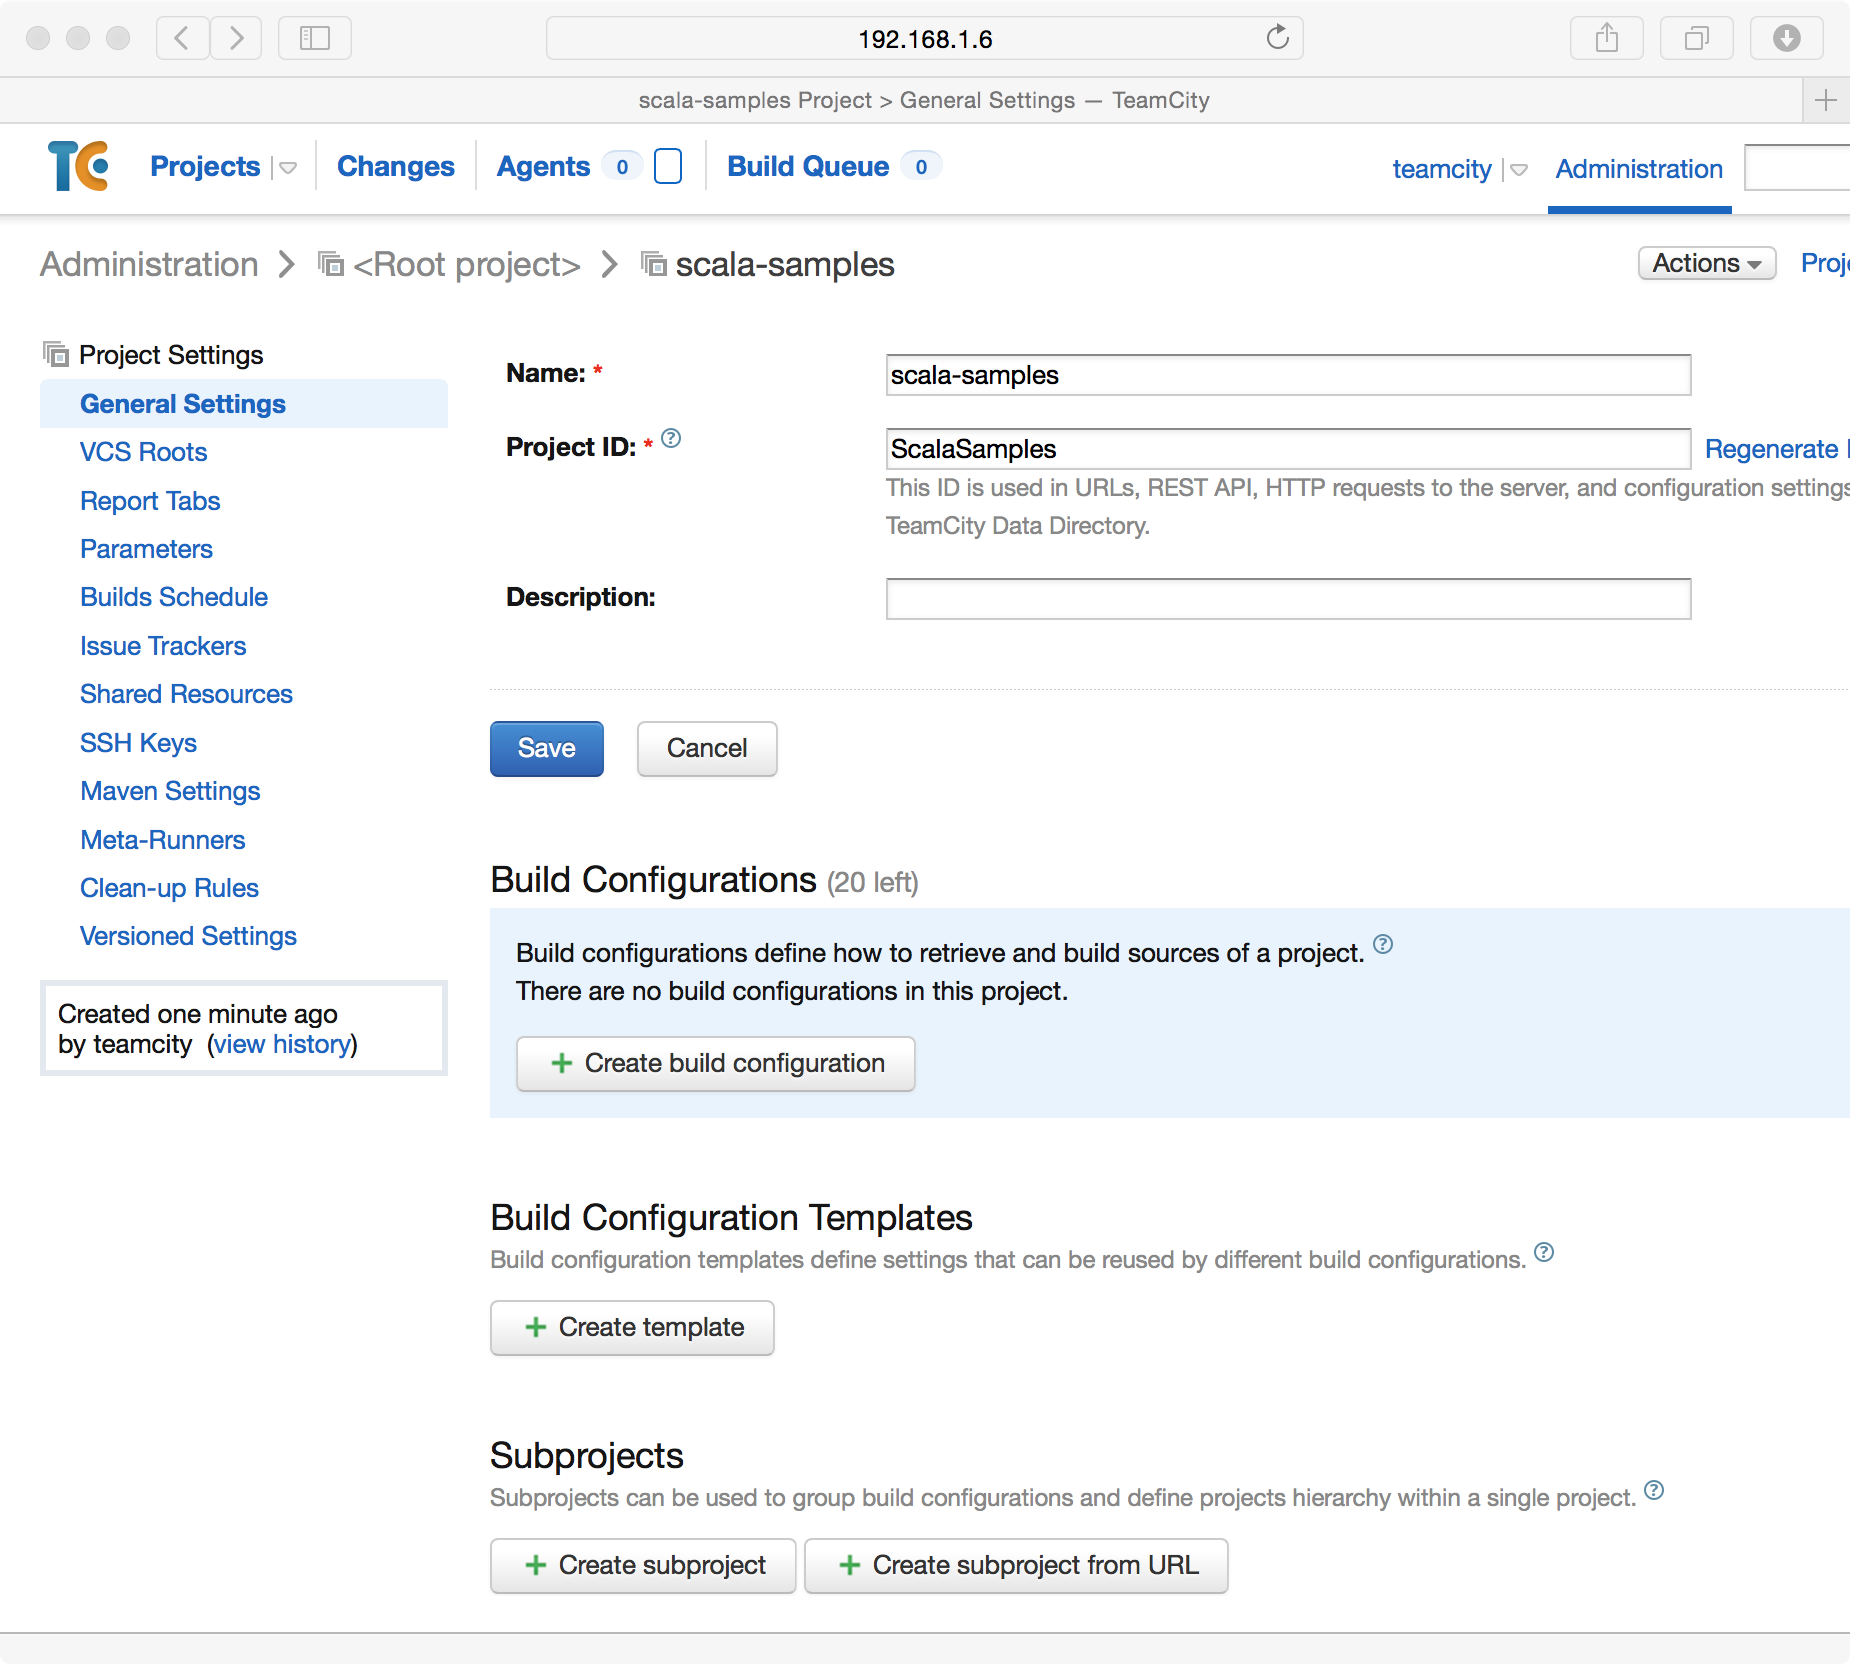 192.168.1.6
scala-samples Project > General Settings — TeamCity
TC Projects Changes Agents 0 Build Queue 0 teamcity Administration
Administration <Root project> scala-samples Actions
Project Settings
General Settings
VCS Roots
Report Tabs
Parameters
Builds Schedule
Issue Trackers
Shared Resources
SSH Keys
Maven Settings
Meta-Runners
Clean-up Rules
Versioned Settings
Created one minute ago
by teamcity (view history)
Name: * scala-samples
Project ID: * ? ScalaSamples Regenerate
This ID is used in URLs, REST API, HTTP requests to the server, and configuration settings
TeamCity Data Directory.
Description:
Save Cancel
Build Configurations (20 left)
Build configurations define how to retrieve and build sources of a project. ?
There are no build configurations in this project.
+ Create build configuration
Build Configuration Templates
Build configuration templates define settings that can be reused by different build configurations. ?
+ Create template
Subprojects
Subprojects can be used to group build configurations and define projects hierarchy within a single project. ?
+ Create subproject + Create subproject from URL